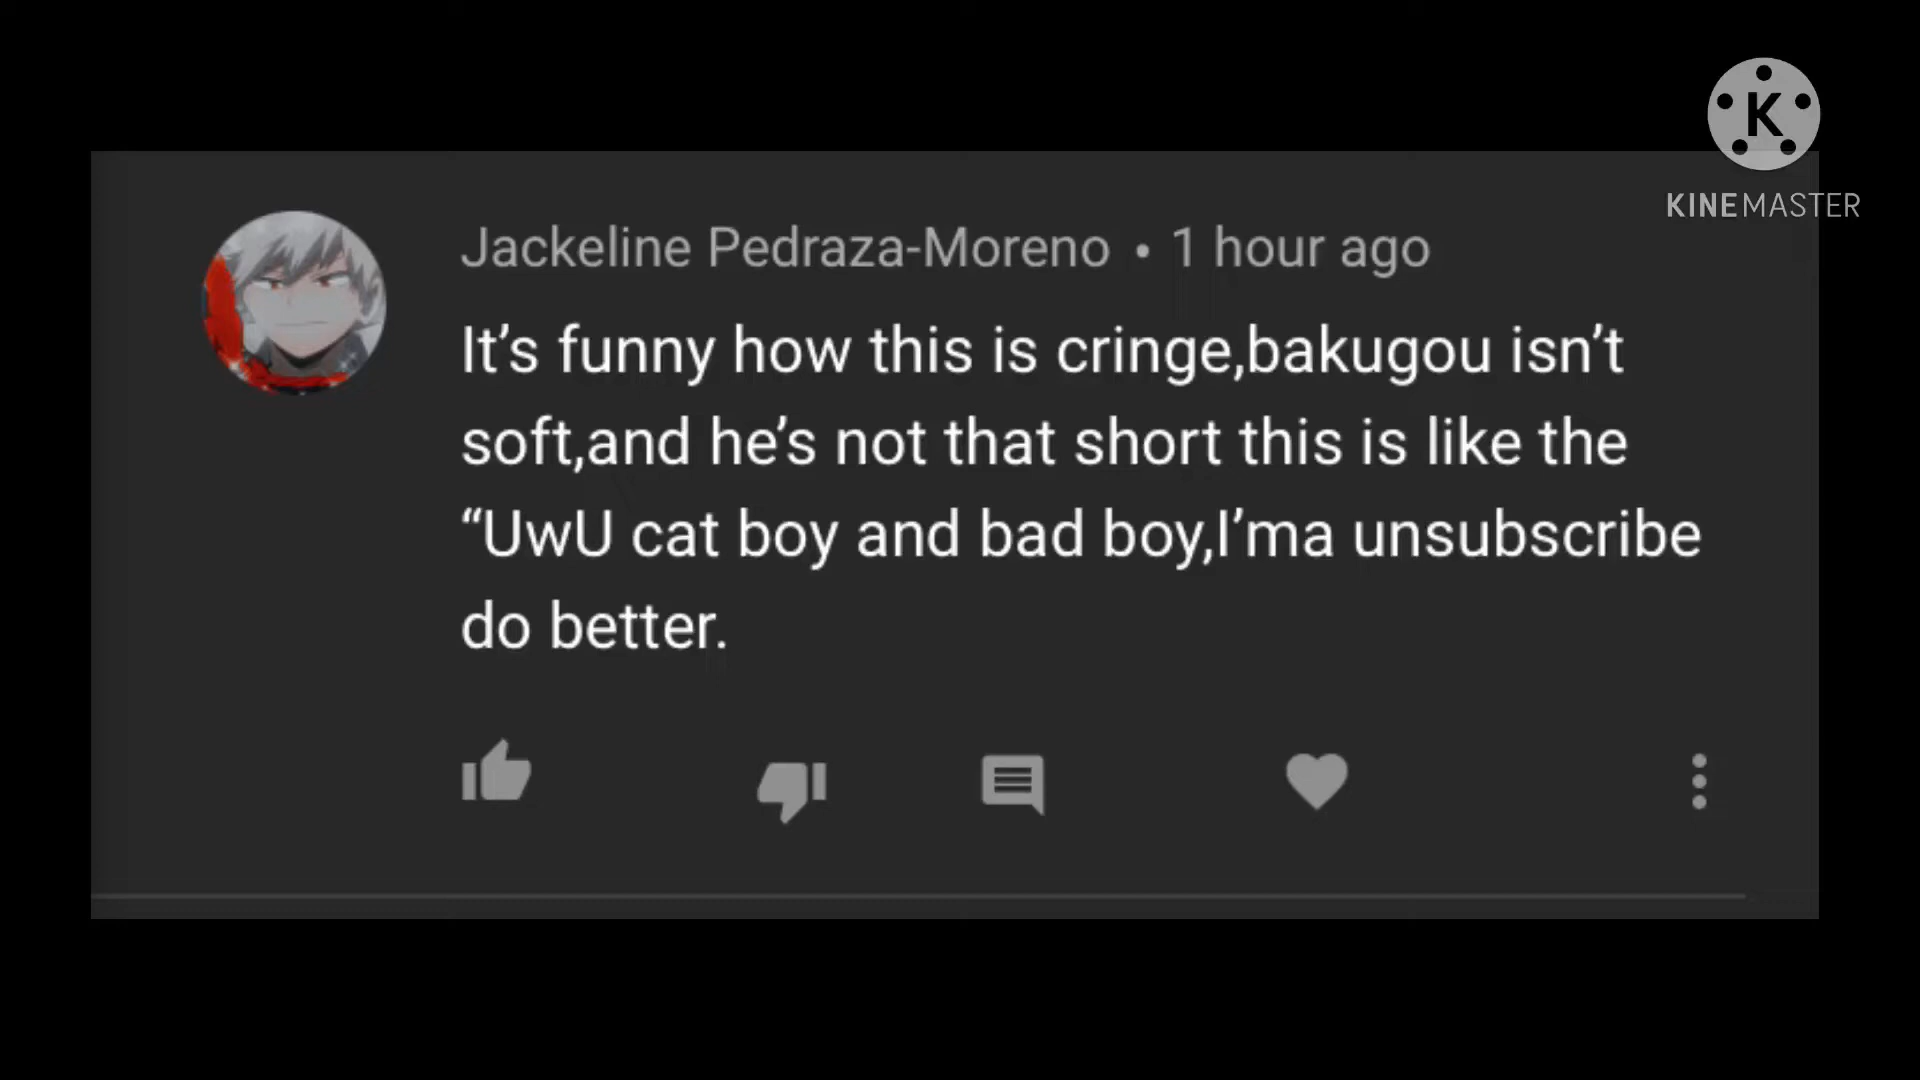 K
KINEMASTER
Jackeline Pedraza-Moreno • 1 hour ago
It’s funny how this is cringe,bakugou isn’t
soft,and he’s not that short this is like the
“UwU cat boy and bad boy,I’ma unsubscribe
do better.